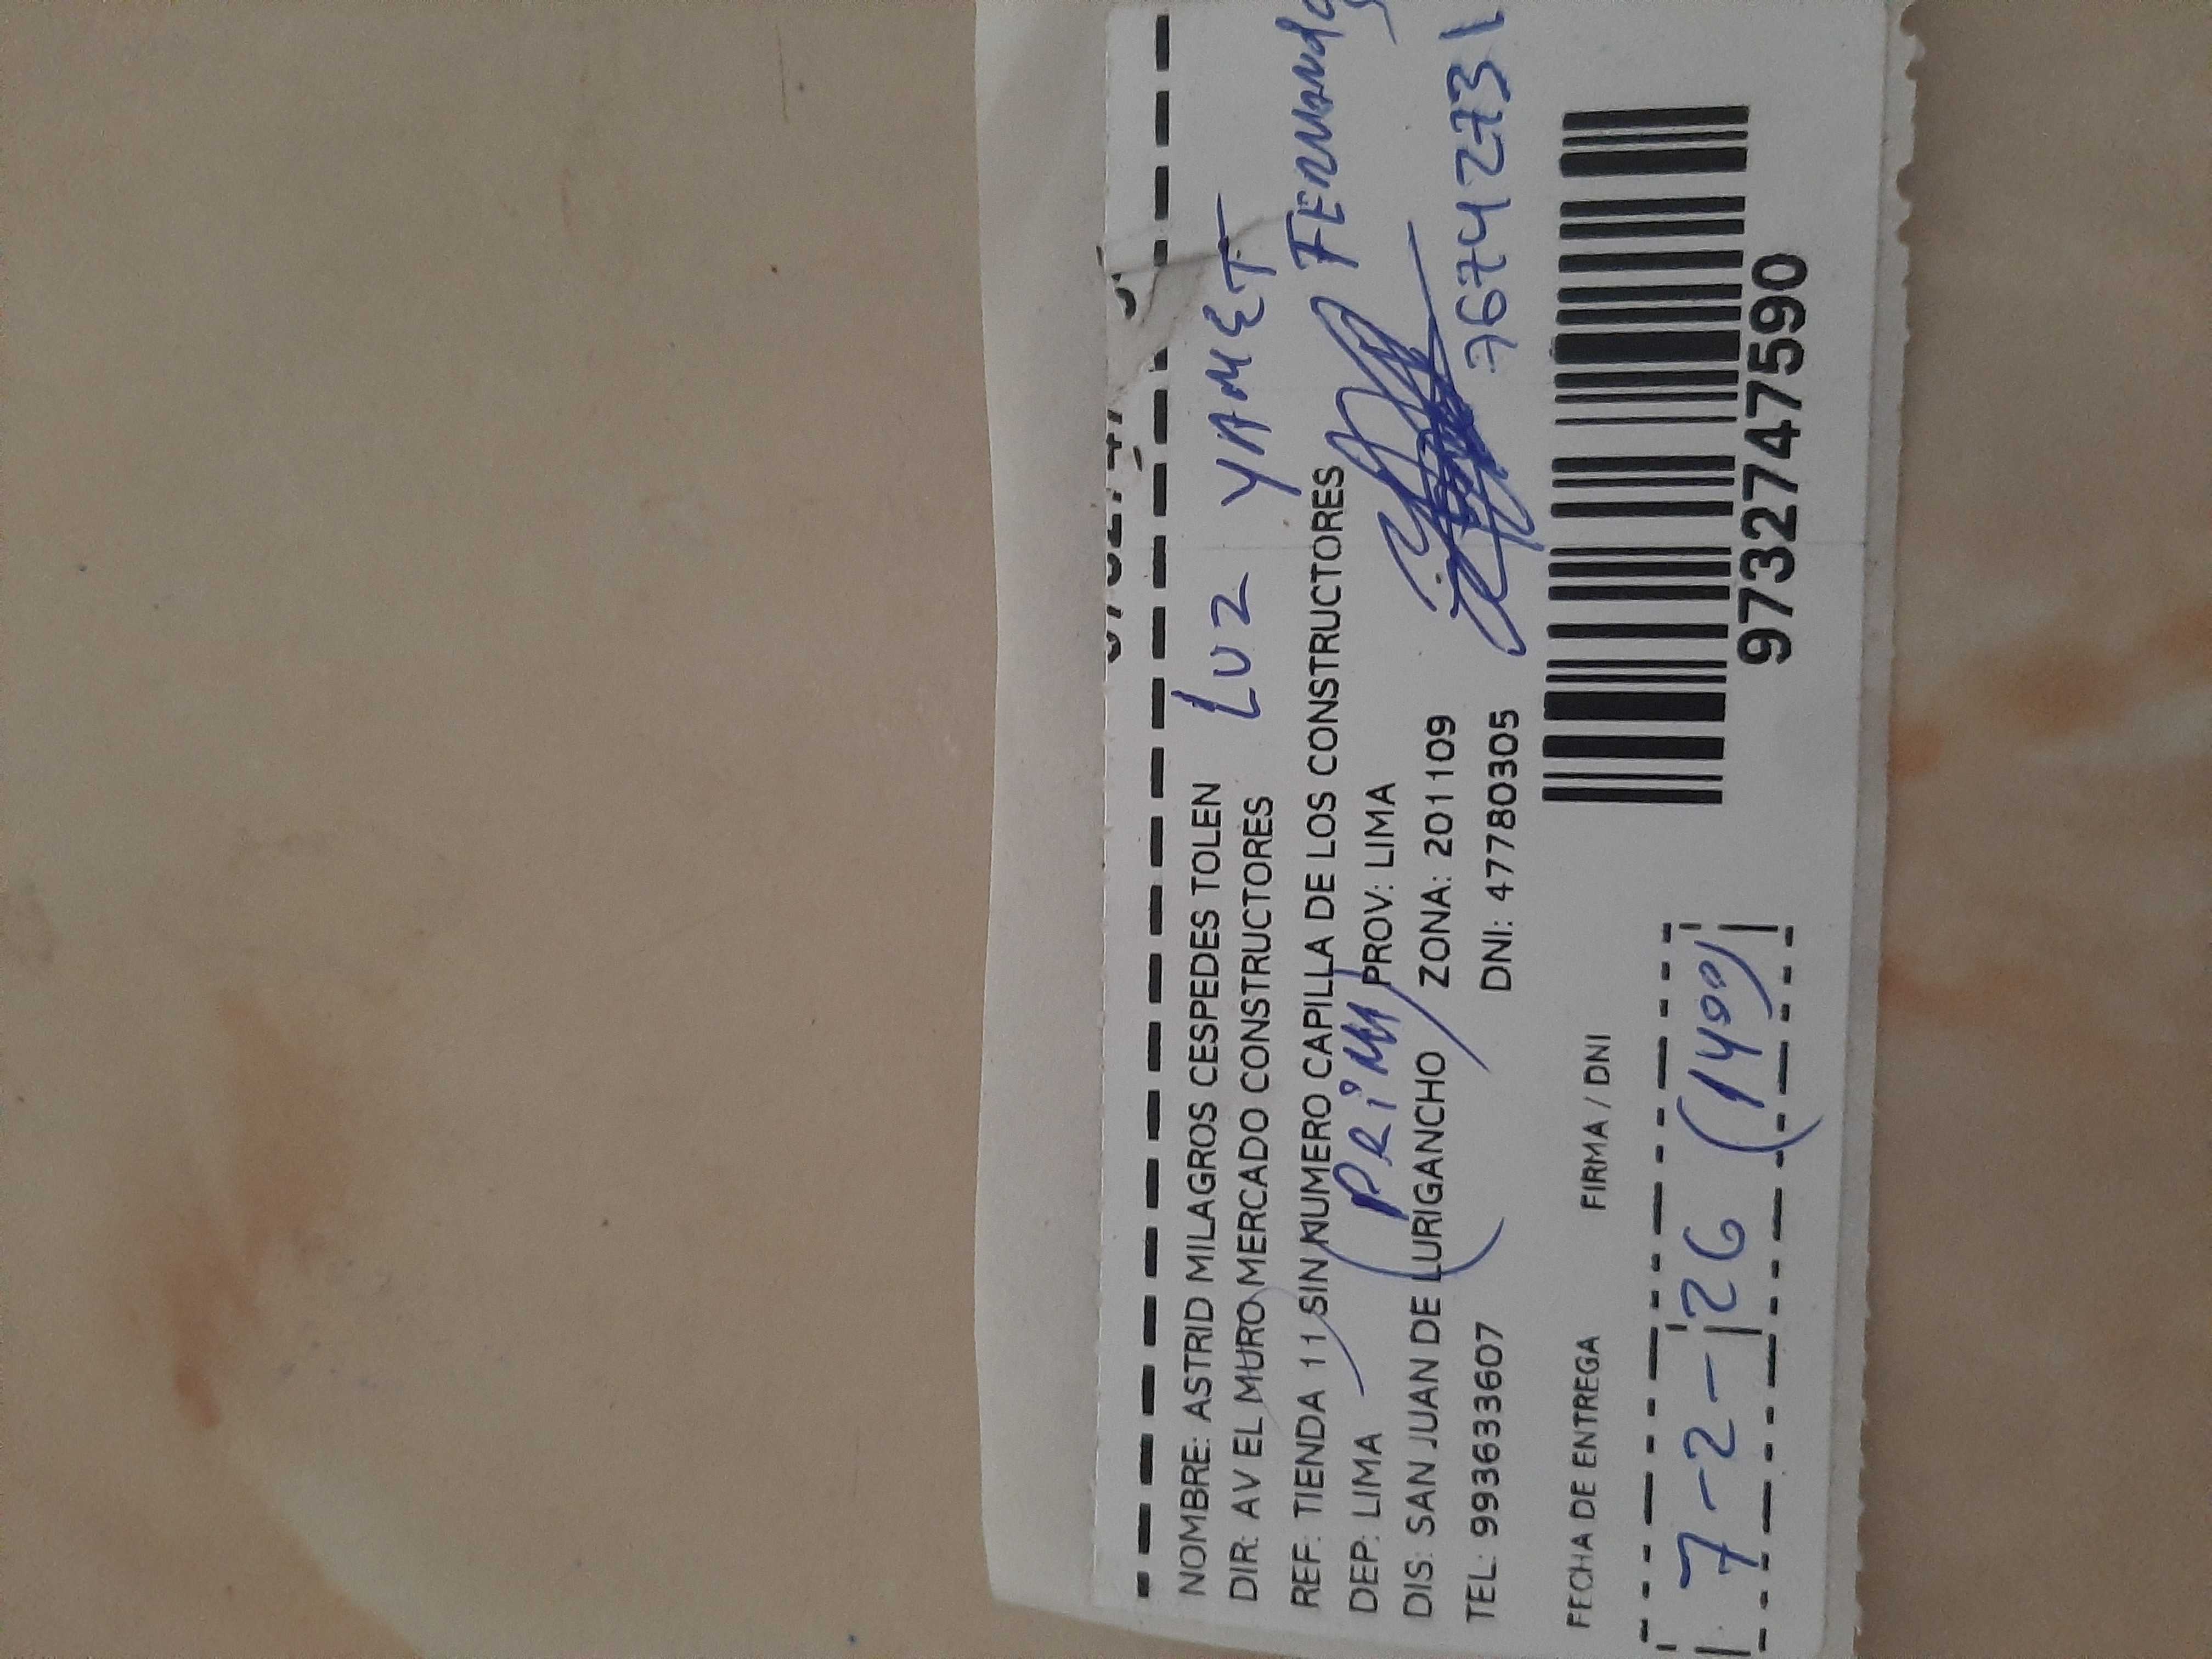 NOMBRE: ASTRID MILAGROS CESPEDES TOLEN
LUZ YAMET
DIR: AV EL MURO MERCADO CONSTRUCTORES
REF: TIENDA 11 SIN NUMERO CAPILLA DE LOS CONSTRUCTORES
FERNANDA
(PRIMA)
DEP: LIMA PROV: LIMA
DIS: SAN JUAN DE LURIGANCHO ZONA: 201109
76742731
TEL: 993633607 DNI: 47780305
FECHA DE ENTREGA FIRMA / DNI
7-2-26 (1400)
9732747590